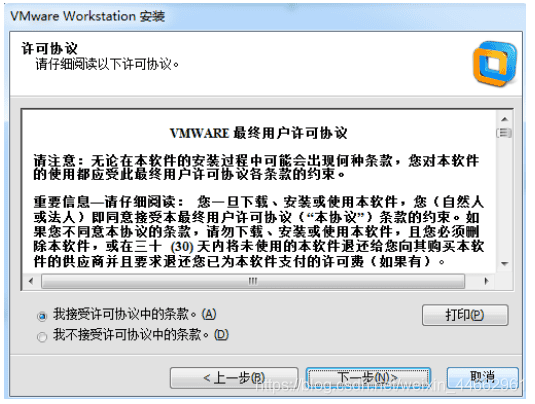 VMware Workstation 安装
许可协议
请仔细阅读以下许可协议。
VMWARE 最终用户许可协议
请注意：无论在本软件的安装过程中可能会出现何种条款，您对本软件
的使用都应受此最终用户许可协议各条款的约束。
重要信息—请仔细阅读： 您一旦下载、安装或使用本软件，您（自然人
或法人）即同意接受本最终用户许可协议（“本协议”）条款的约束。如
果您不同意本协议的条款，请勿下载、安装或使用本软件，且您必须删
除本软件，或在三十 (30) 天内将未使用的本软件退还给您向其购买本软
件的供应商并且要求退还您已为本软件支付的许可费（如果有）。
我接受许可协议中的条款。(A)
我不接受许可协议中的条款。(D)
打印(P)
<上一步(B)
下一步(N)>
取消
https://blog.csdn.net/weixin_44682961